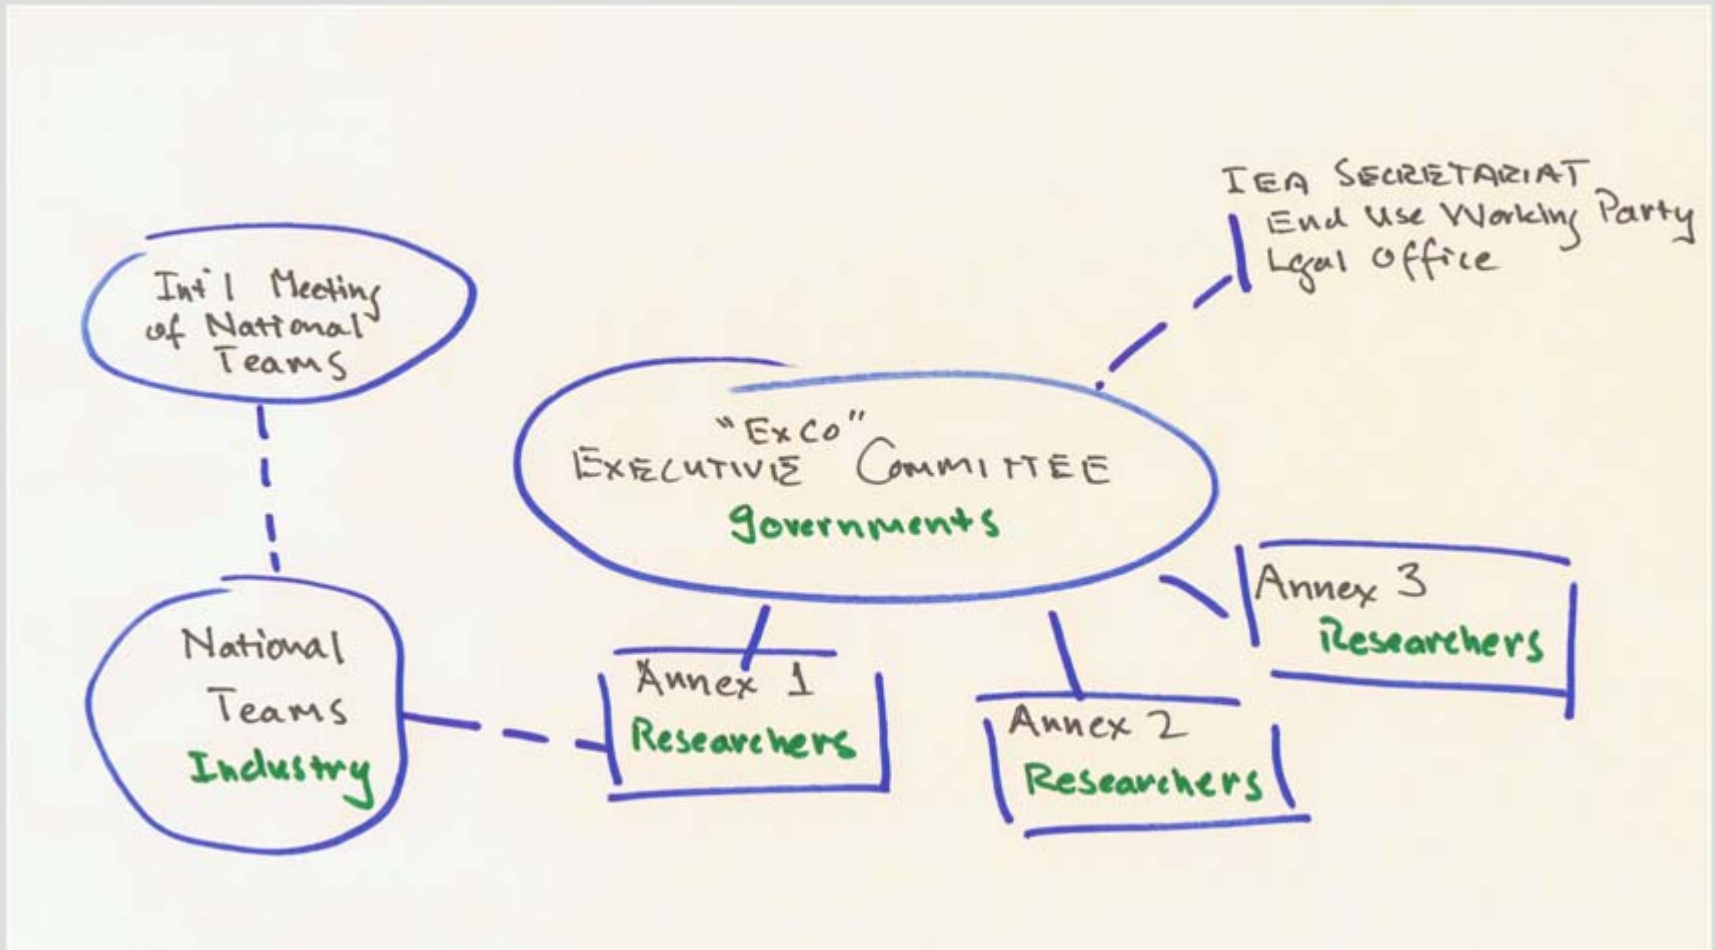 IEA SECRETARIAT
End Use Working Party
Legal Office
Int'l Meeting
of National
Teams
"ExCo"
EXECUTIVE COMMITTEE
governments
National
Teams
Industry
Annex 1
Researchers
Annex 2
Researchers
Annex 3
Researchers